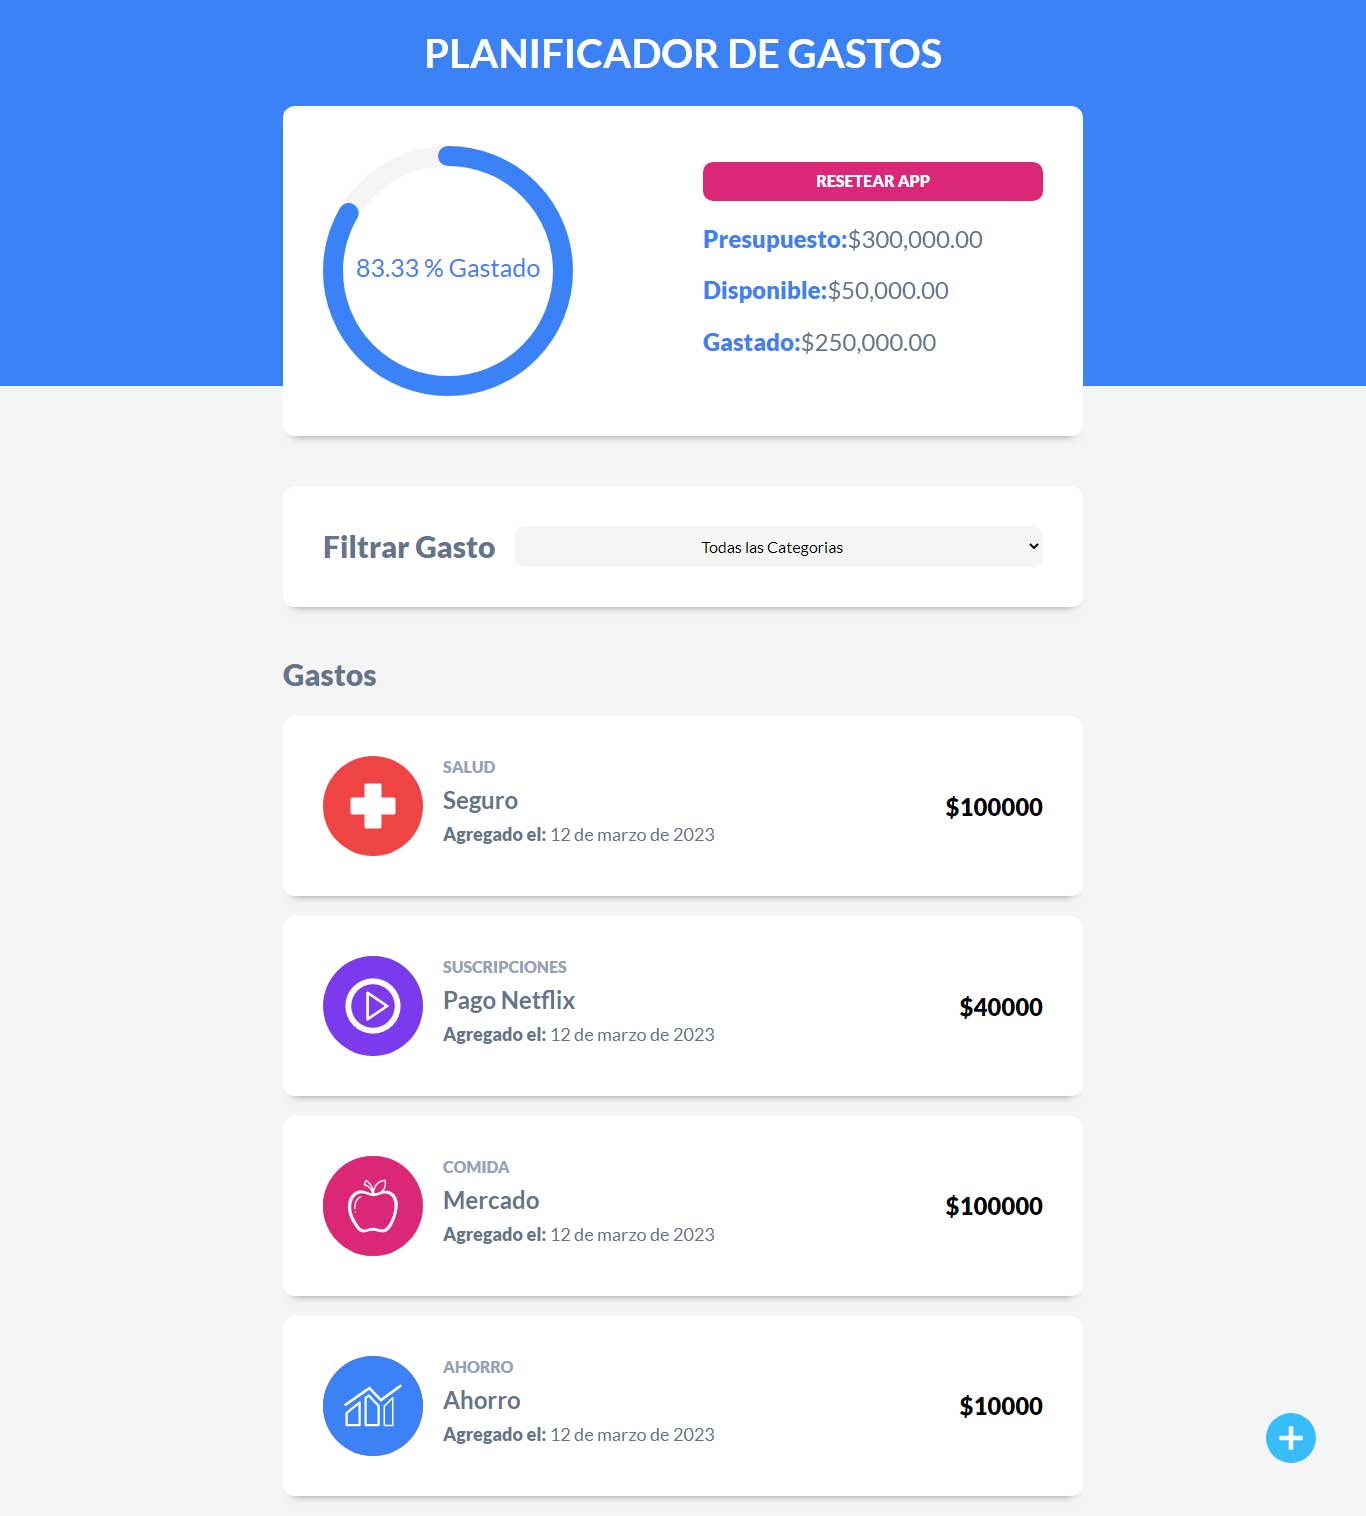 PLANIFICADOR DE GASTOS
83.33 % Gastado
RESETEAR APP
Presupuesto:$300,000.00
Disponible:$50,000.00
Gastado:$250,000.00
Filtrar Gasto
Todas las Categorias
Gastos
SALUD
Seguro
Agregado el: 12 de marzo de 2023
$100000
SUSCRIPCIONES
Pago Netflix
Agregado el: 12 de marzo de 2023
$40000
COMIDA
Mercado
Agregado el: 12 de marzo de 2023
$100000
AHORRO
Ahorro
Agregado el: 12 de marzo de 2023
$10000